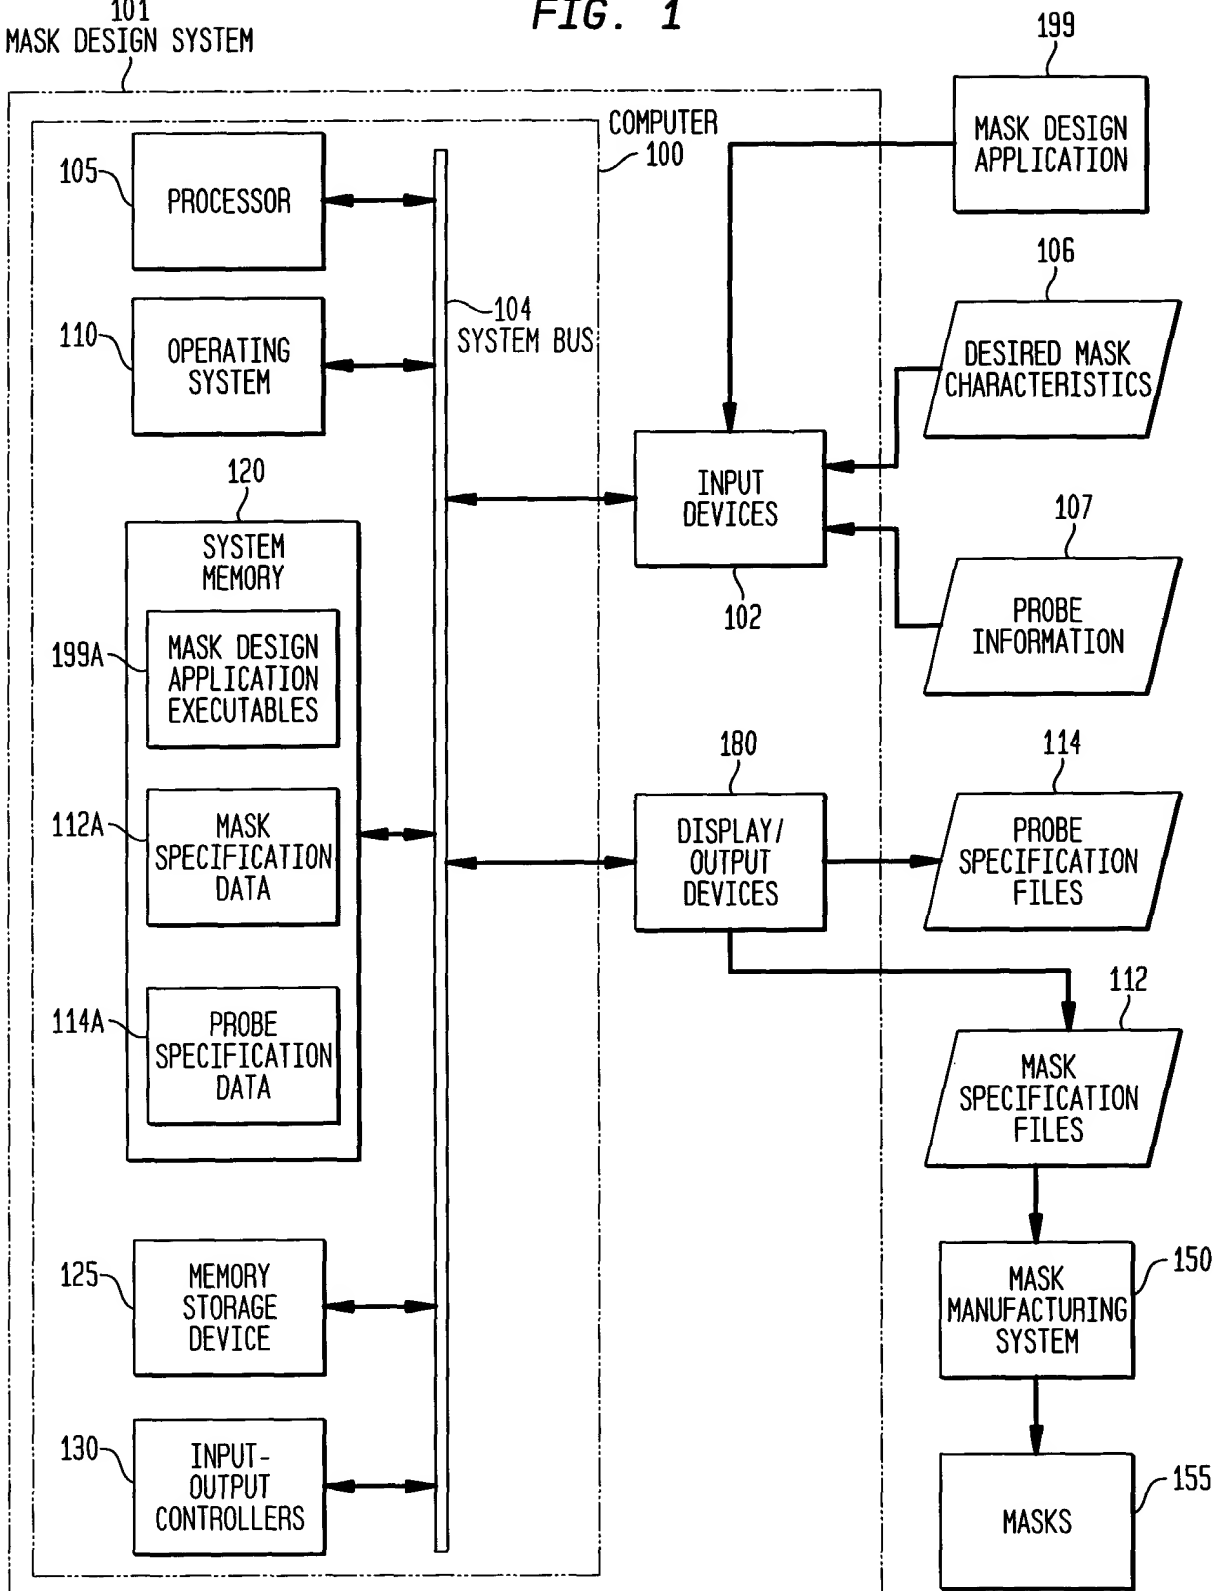 FIG. 1
101
MASK DESIGN SYSTEM
199
MASK DESIGN
APPLICATION
COMPUTER
100
105
PROCESSOR
106
DESIRED MASK
CHARACTERISTICS
104
SYSTEM BUS
110
OPERATING
SYSTEM
INPUT
DEVICES
102
107
PROBE
INFORMATION
120
SYSTEM
MEMORY
199A
MASK DESIGN
APPLICATION
EXECUTABLES
112A
MASK
SPECIFICATION
DATA
114A
PROBE
SPECIFICATION
DATA
180
DISPLAY/
OUTPUT
DEVICES
114
PROBE
SPECIFICATION
FILES
112
MASK
SPECIFICATION
FILES
125
MEMORY
STORAGE
DEVICE
150
MASK
MANUFACTURING
SYSTEM
130
INPUT-
OUTPUT
CONTROLLERS
155
MASKS